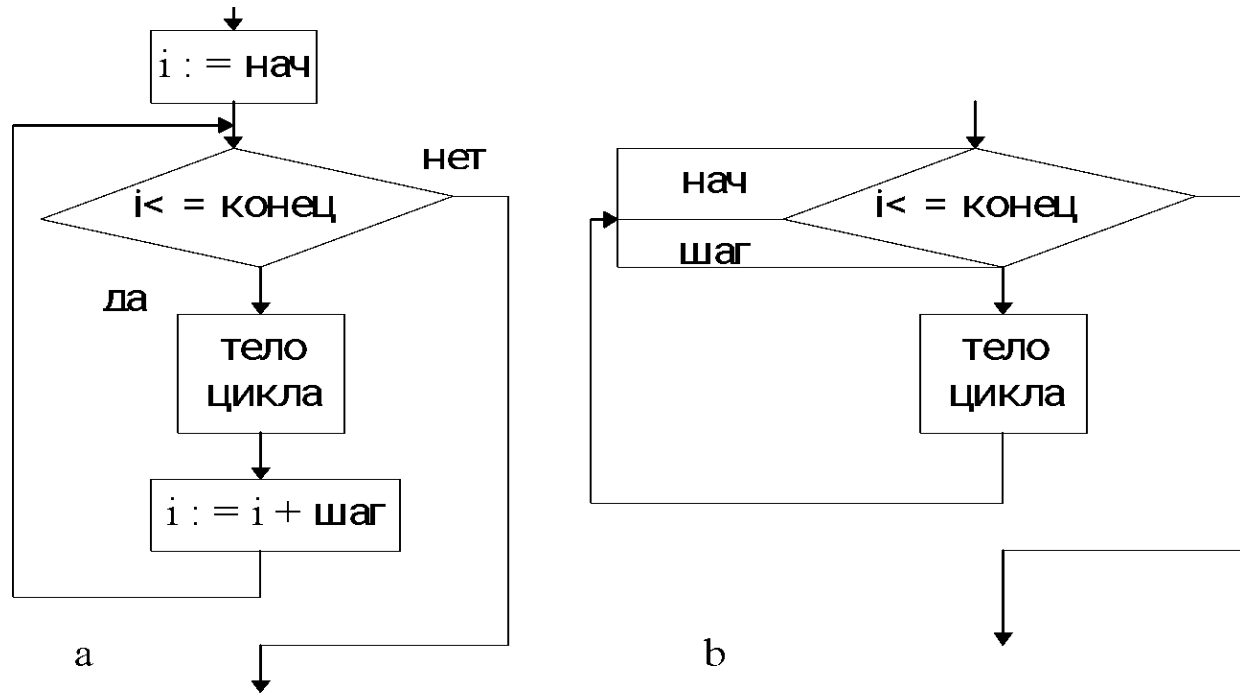 i : = нач
нет
i< = конец
да
тело
цикла
i : = i + шаг
a
нач
i< = конец
шаг
тело
цикла
b